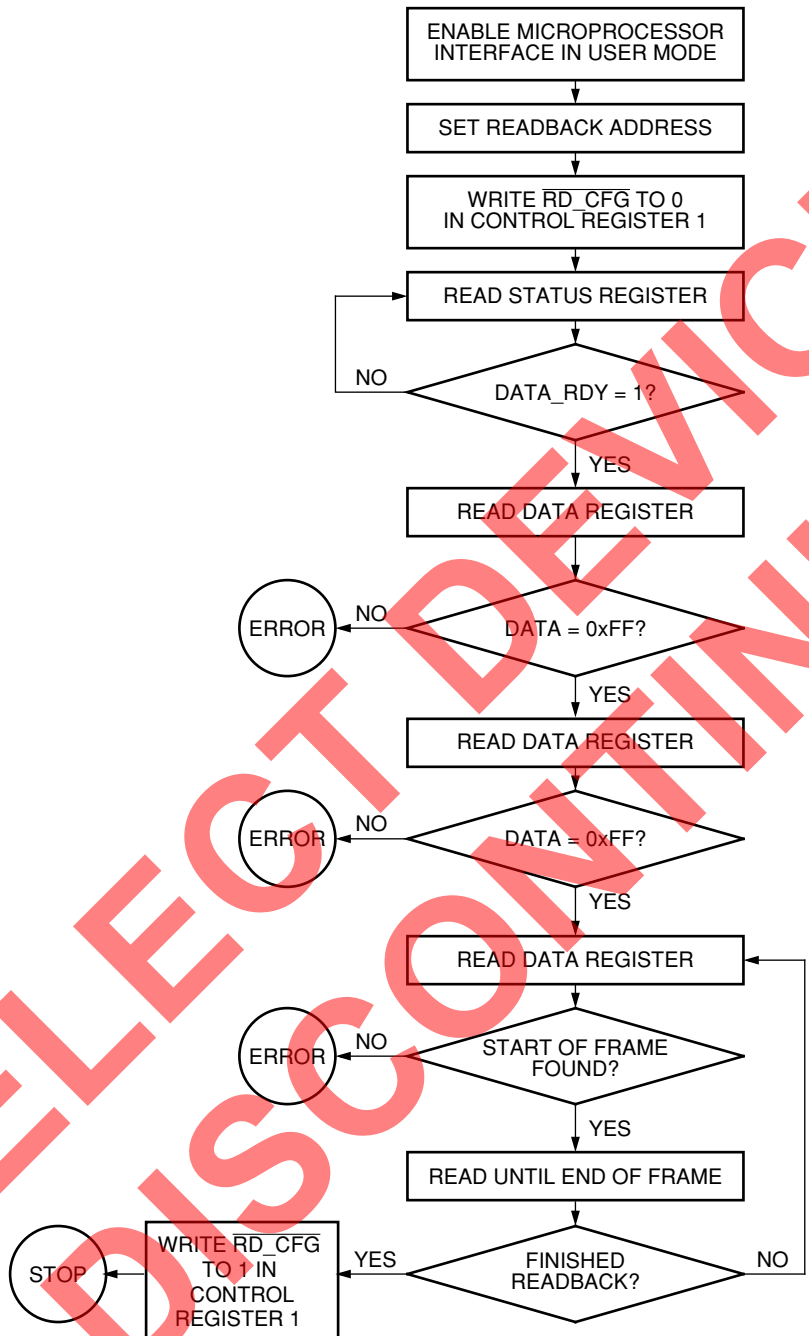 ENABLE MICROPROCESSOR
INTERFACE IN USER MODE
SET READBACK ADDRESS
WRITE RD_CFG TO 0
IN CONTROL REGISTER 1
READ STATUS REGISTER
NO
DATA_RDY = 1?
YES
READ DATA REGISTER
ERROR
NO
DATA = 0xFF?
YES
READ DATA REGISTER
ERROR
NO
DATA = 0xFF?
YES
READ DATA REGISTER
ERROR
NO
START OF FRAME
FOUND?
YES
READ UNTIL END OF FRAME
STOP
WRITE RD_CFG
TO 1 IN
CONTROL
REGISTER 1
YES
FINISHED
READBACK?
NO
DISCONTIN